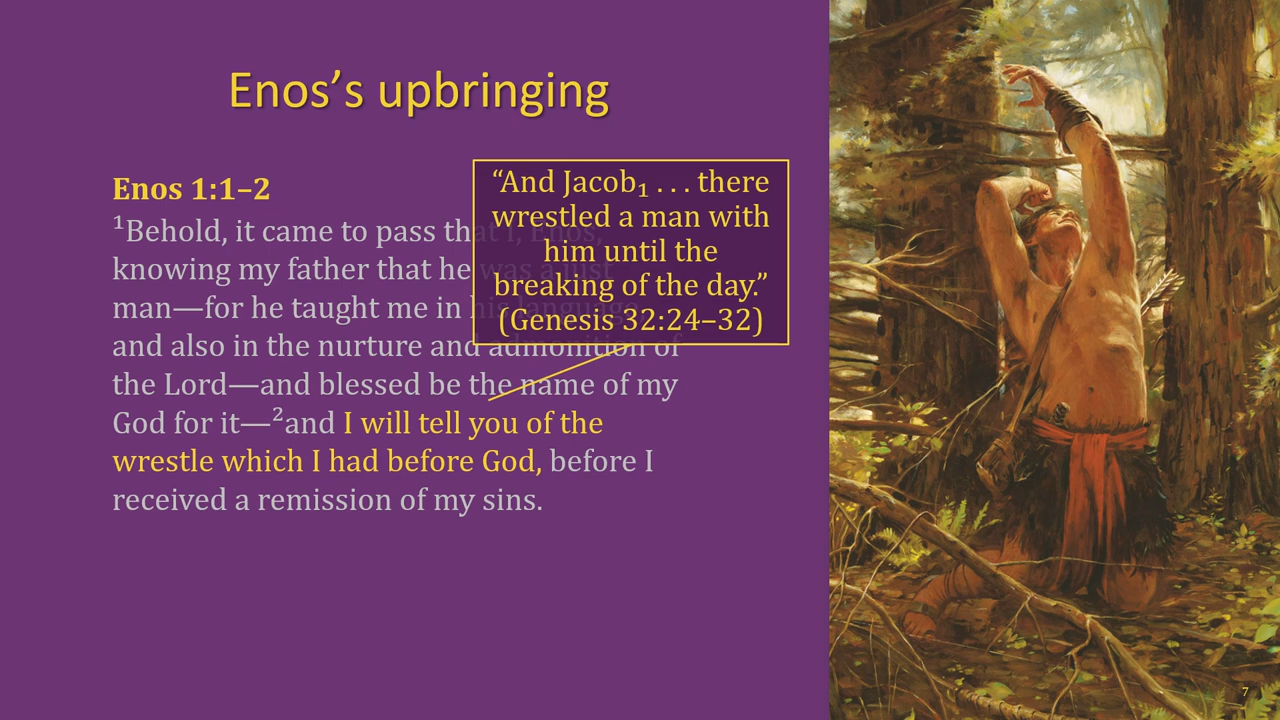 Enos’s upbringing
Enos 1:1–2
¹Behold, it came to pass that I, Enos,
knowing my father that he was a just
man—for he taught me in his language,
and also in the nurture and admonition of
the Lord—and blessed be the name of my
God for it—²and I will tell you of the
wrestle which I had before God, before I
received a remission of my sins.
“And Jacob₁ . . . there
wrestled a man with
him until the
breaking of the day.”
(Genesis 32:24–32)
7